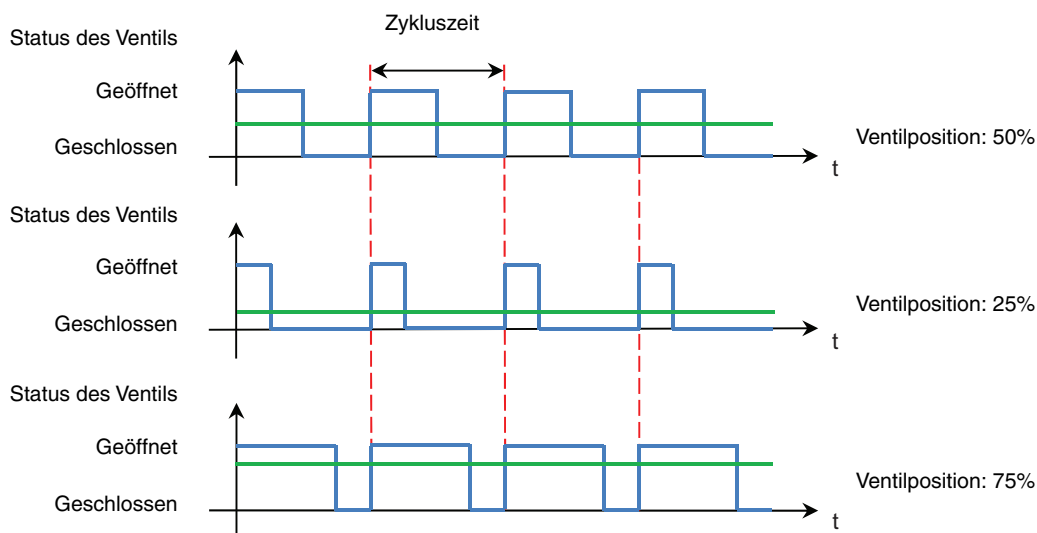 Zykluszeit
Status des Ventils
Geöffnet
Geschlossen
Ventilposition: 50%
t
Status des Ventils
Geöffnet
Geschlossen
Ventilposition: 25%
t
Status des Ventils
Geöffnet
Geschlossen
Ventilposition: 75%
t